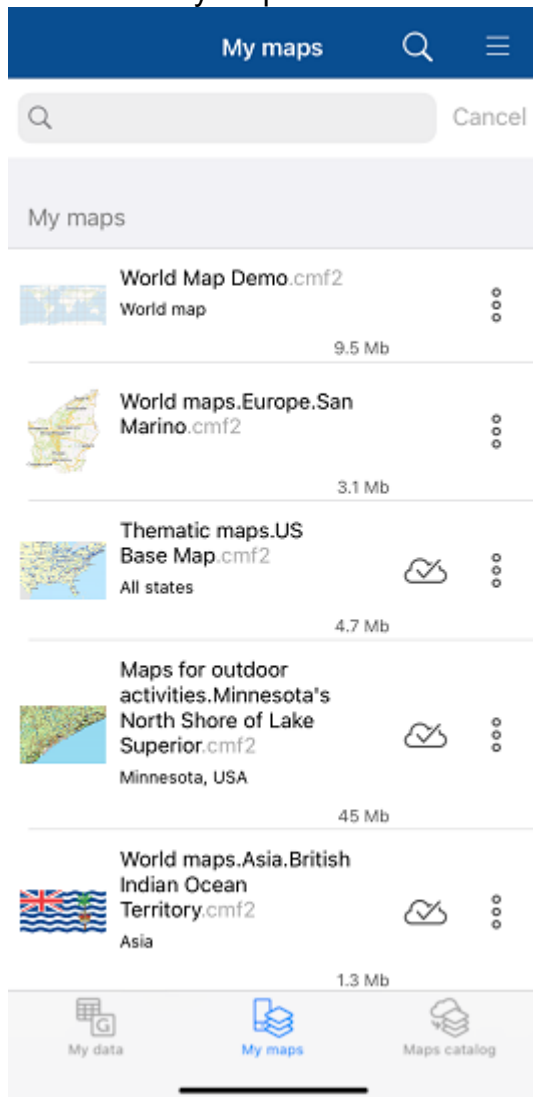 My maps
Cancel
My maps
World Map Demo.cmf2
World map
9.5 Mb
World maps.Europe.San
Marino.cmf2
3.1 Mb
Thematic maps.US
Base Map.cmf2
All states
4.7 Mb
Maps for outdoor
activities.Minnesota's
North Shore of Lake
Superior.cmf2
Minnesota, USA
45 Mb
World maps.Asia.British
Indian Ocean
Territory.cmf2
Asia
1.3 Mb
G
My data
My maps
Maps catalog